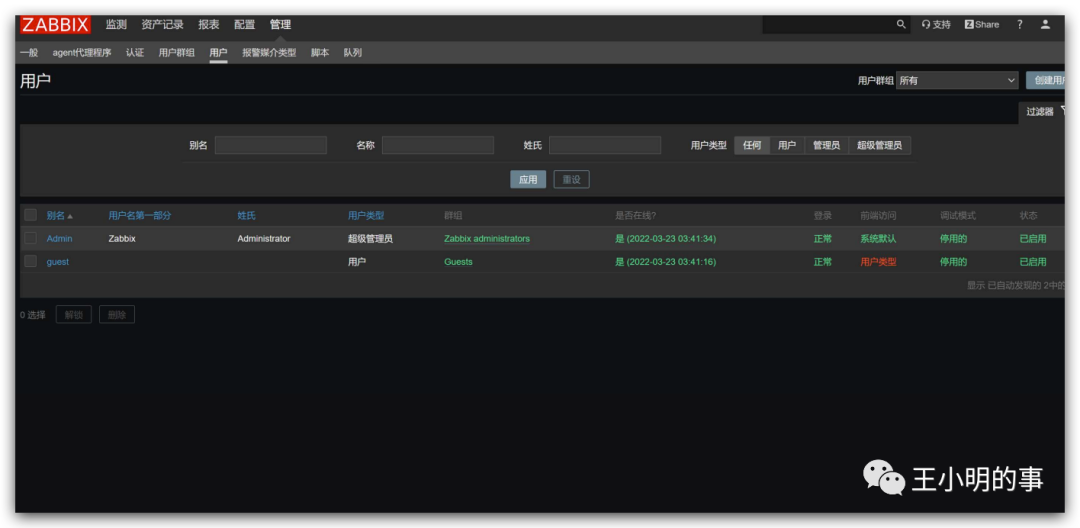 ZABBIX 监测 资产记录 报表 配置 管理 支持 Share ?
一般 agent代理程序 认证 用户群组 用户 报警媒介类型 脚本 队列
用户 用户群组 所有 创建用
过滤器
别名 名称 姓氏 用户类型 任何 用户 管理员 超级管理员
应用 重设
别名 用户名第一部分 姓氏 用户类型 群组 是否在线? 登录 前端访问 调试模式 状态
Admin Zabbix Administrator 超级管理员 Zabbix administrators 是 (2022-03-23 03:41:34) 正常 系统默认 停用的 已启用
guest 用户 Guests 是 (2022-03-23 03:41:16) 正常 用户类型 停用的 已启用
显示 已自动发现的 2中的
0 选择 解锁 删除
王小明的事